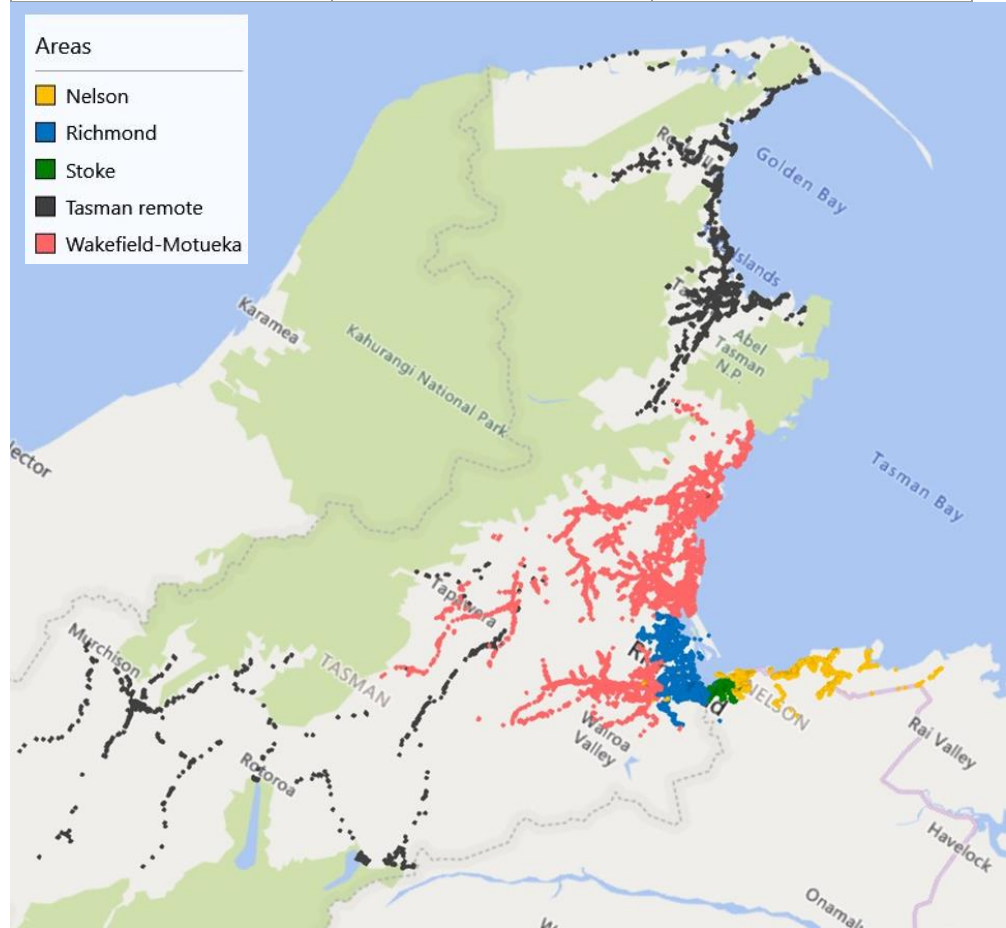 Areas
Nelson
Richmond
Stoke
Tasman remote
Wakefield-Motueka
Golden Bay
Islands
Karamea
Kahurangi National Park
Abel
Tasman
N.P.
Tasman Bay
Tapawera
Murchison
TASMAN
NELSON
Wairoa
Valley
Rai Valley
Rotoroa
Havelock